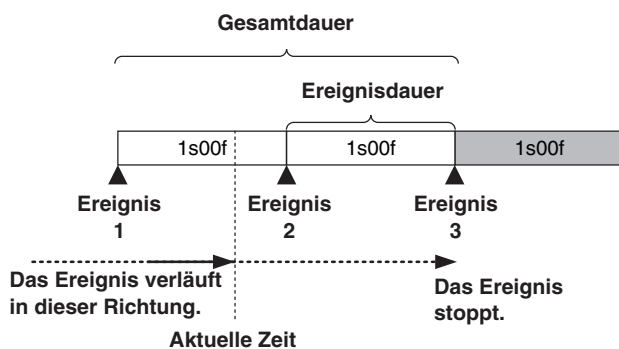 Gesamtdauer
Ereignisdauer
1s00f 1s00f 1s00f
Ereignis Ereignis Ereignis
1 2 3
Das Ereignis verläuft
in dieser Richtung.
Das Ereignis
stoppt.
Aktuelle Zeit